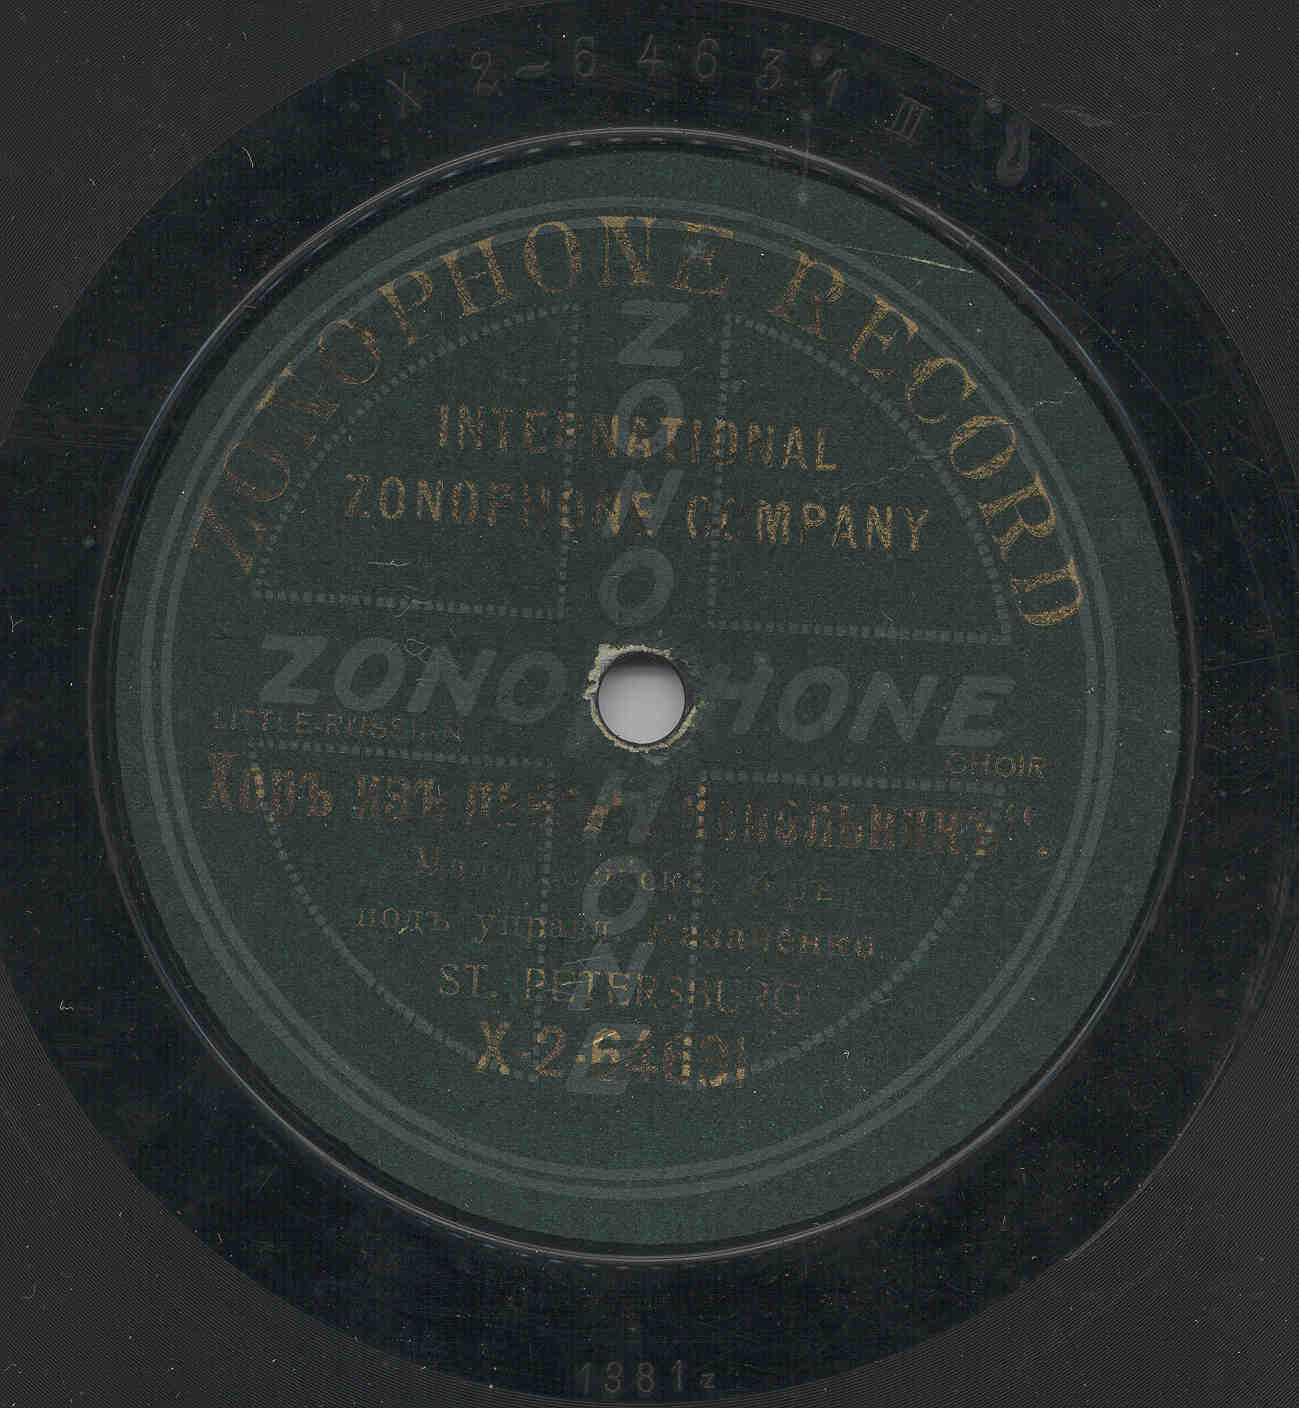 X 2-64631 III
ZONOPHONE RECORD
ZONOPHONE
INTERNATIONAL
ZONOPHONE COMPANY
ZONOPHONE
LITTLE-RUSSIAN CHOIR
Хоръ изъ
подъ управл. Казаченко.
ST. PETERSBURG
X-2-64631
1381z